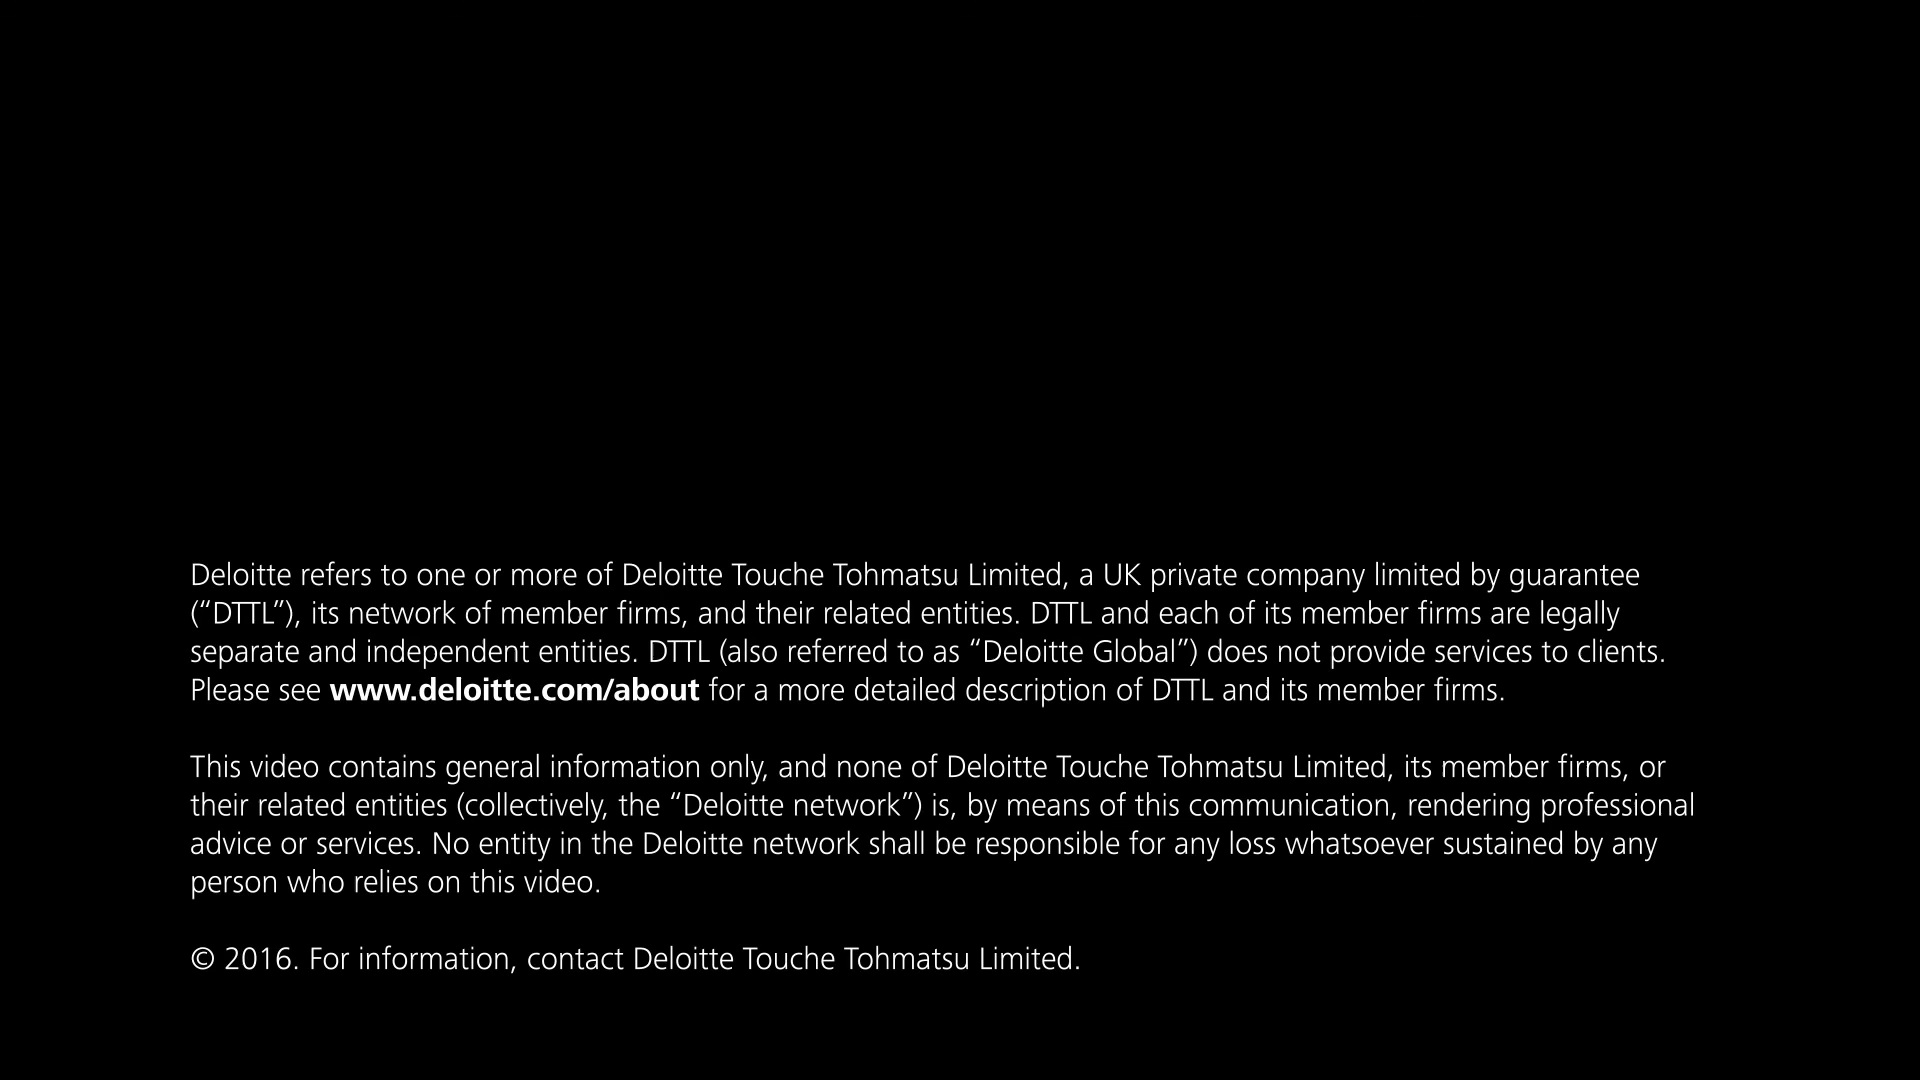 Deloitte refers to one or more of Deloitte Touche Tohmatsu Limited, a UK private company limited by guarantee
(“DTTL”), its network of member firms, and their related entities. DTTL and each of its member firms are legally
separate and independent entities. DTTL (also referred to as “Deloitte Global”) does not provide services to clients.
Please see www.deloitte.com/about for a more detailed description of DTTL and its member firms.
This video contains general information only, and none of Deloitte Touche Tohmatsu Limited, its member firms, or
their related entities (collectively, the “Deloitte network”) is, by means of this communication, rendering professional
advice or services. No entity in the Deloitte network shall be responsible for any loss whatsoever sustained by any
person who relies on this video.
© 2016. For information, contact Deloitte Touche Tohmatsu Limited.